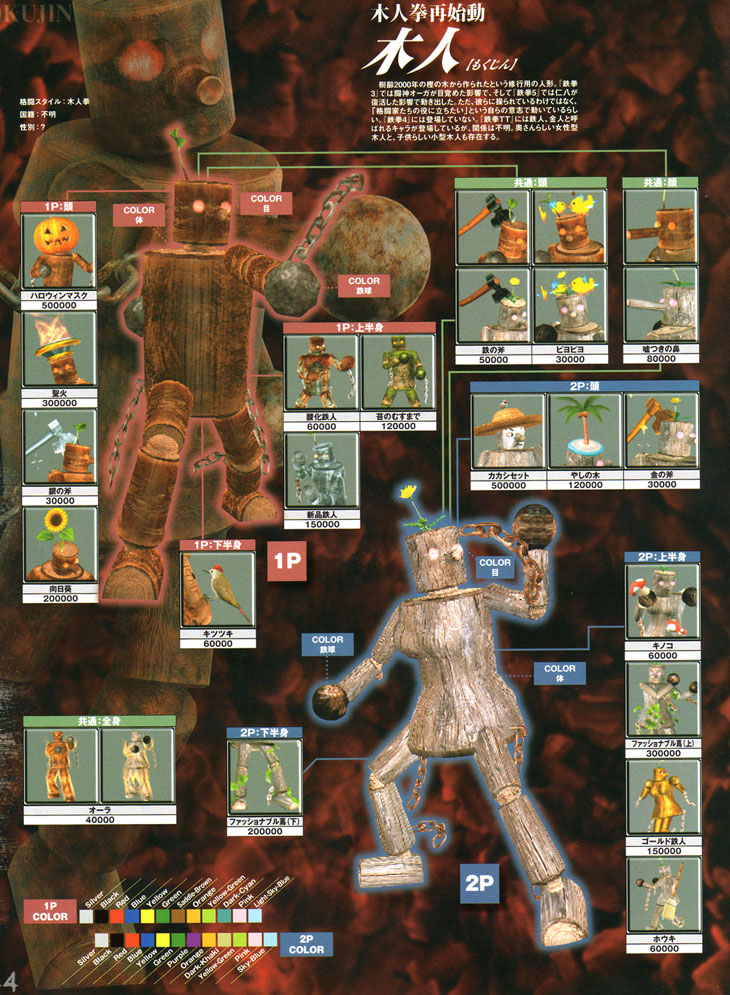 OKUJIN
木人拳再始動
木人[もくじん]
格闘スタイル：木人拳
国籍：不明
性別：？
樹齢2000年の樫の木から作られたという修行用の人形。『鉄拳
3』では闘神オーガが目覚めた影響で、そして『鉄拳5』では仁八が
復活した影響で動き出した。ただ、彼らに操られているわけではなく、
「格闘家たちの役に立ちたい」という自らの意志で動いているらし
い。『鉄拳4』には登場していない。『鉄拳TT』には鉄人、金人と呼
ばれるキャラが登場しているが、関係は不明。奥さんらしい女性型
木人と、子供らしい小型木人も存在する。
1P：頭
ハロウィンマスク
500000
聖火
300000
銀の斧
30000
向日葵
200000
COLOR
体
COLOR
目
COLOR
鉄球
共通：頭
鉄の斧
50000
ピヨピヨ
30000
共通：顔
嘘つきの鼻
80000
1P：上半身
酸化鉄人
60000
苔のむすまで
120000
新品鉄人
150000
2P：頭
カカシセット
500000
やしの木
120000
金の斧
30000
1P：下半身
キツツキ
60000
1P
COLOR
目
COLOR
鉄球
COLOR
体
2P：上半身
キノコ
60000
ファッショナブル蔦（上）
300000
ゴールド鉄人
150000
ホウキ
60000
共通：全身
オーラ
40000
2P：下半身
ファッショナブル蔦（下）
200000
2P
1P
COLOR
Silver
Black
Red
Blue
Yellow
Green
Saddle-Brown
Orange
Yellow-Green
Dark-Cyan
Pink
Light-Sky-Blue
2P
COLOR
Silver
Black
Red
Blue
Yellow
Green
Purple
Orange
Dark-Khaki
Yellow-Green
Pink
Sky-Blue
4